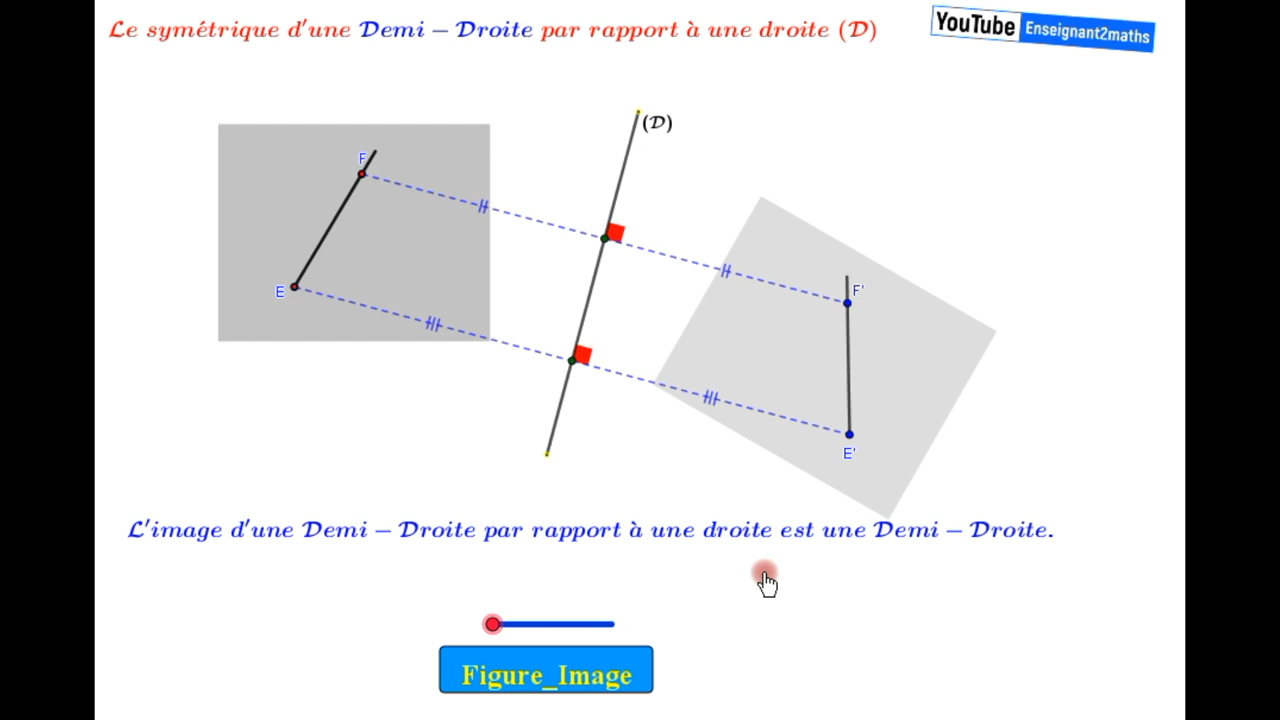 Le symétrique d'une Demi – Droite par rapport à une droite (D)
YouTube Enseignant2maths
(D)
F
E
F'
E'
L'image d'une Demi – Droite par rapport à une droite est une Demi – Droite.
Figure_Image